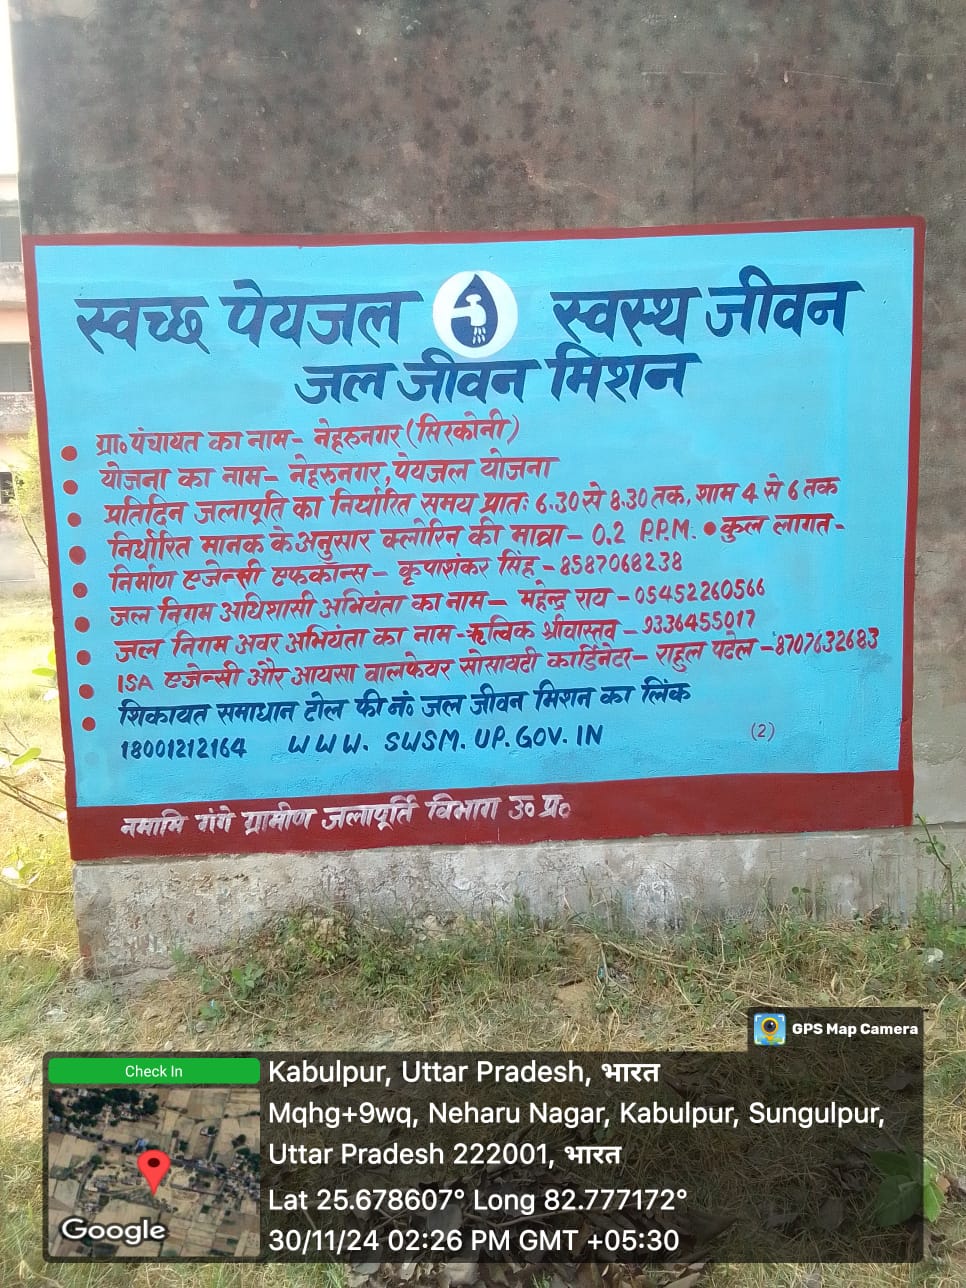 स्वच्छ पेयजल स्वस्थ जीवन
जल जीवन मिशन
ग्रा० पंचायत का नाम- नेहरूनगर (सिरकोनी)
योजना का नाम- नेहरूनगर, पेयजल योजना
प्रतिदिन जलापूर्ति का निर्धारित समय प्रातः 6.30 से 8.30 तक, शाम 4 से 6 तक
निर्धारित मानक के अनुसार क्लोरिन की मात्रा- 0.2 P.P.M. • कुल लागत-
निर्माण एजेन्सी एफकॉन्स- कृपाशंकर सिंह- 8587068238
जल निगम अधिशासी अभियंता का नाम- महेन्द्र राय- 05452260566
जल निगम अवर अभियंता का नाम- ऋत्विक श्रीवास्तव- 9336455017
ISA एजेन्सी और आयसा वालफेयर सोसायटी कार्डिनेटर- राहुल पटेल- 8707632683
शिकायत समाधान टोल फ्री नं० जल जीवन मिशन का लिंक
18001212164 WWW. SWSM. UP. GOV. IN (2)
नमामि गंगे ग्रामीण जलापूर्ति विभाग उ० प्र०
GPS Map Camera
Check In
Kabulpur, Uttar Pradesh, भारत
Mqhg+9wq, Neharu Nagar, Kabulpur, Sungulpur,
Uttar Pradesh 222001, भारत
Lat 25.678607° Long 82.777172°
30/11/24 02:26 PM GMT +05:30
Google